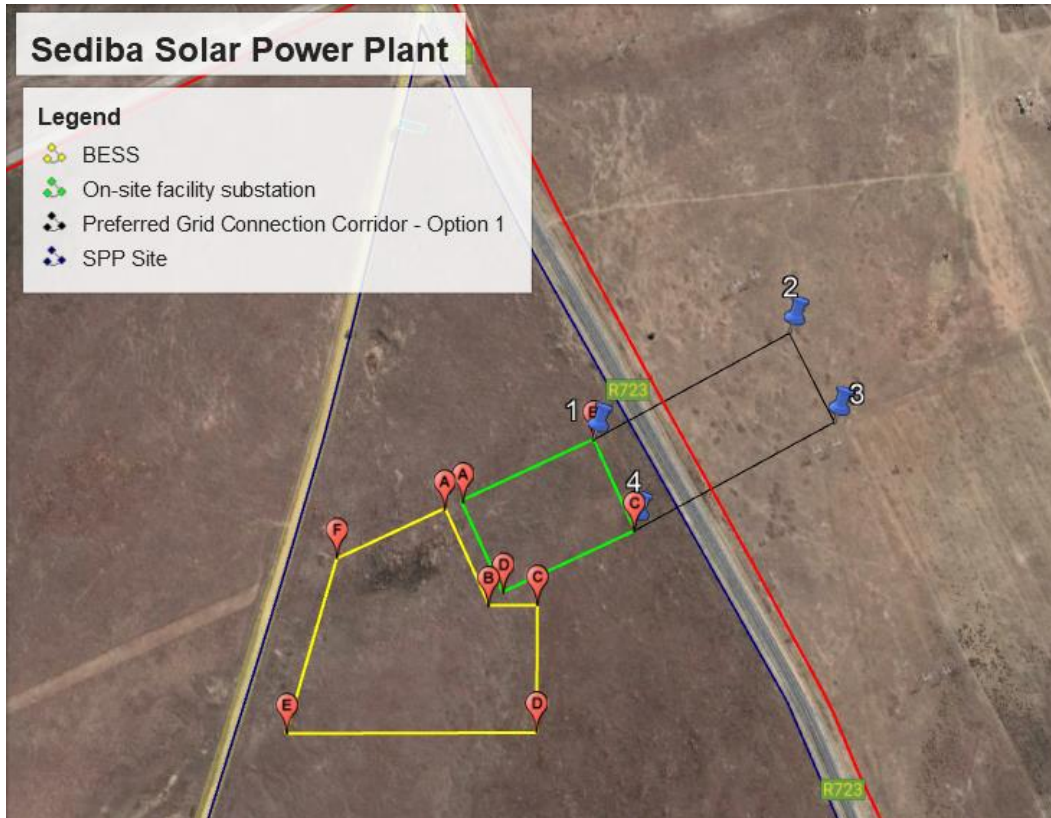 Sediba Solar Power Plant
Legend
BESS
On-site facility substation
Preferred Grid Connection Corridor - Option 1
SPP Site
2
R723
3
1
B
4
A
A
C
F
D
B
C
E
D
R723